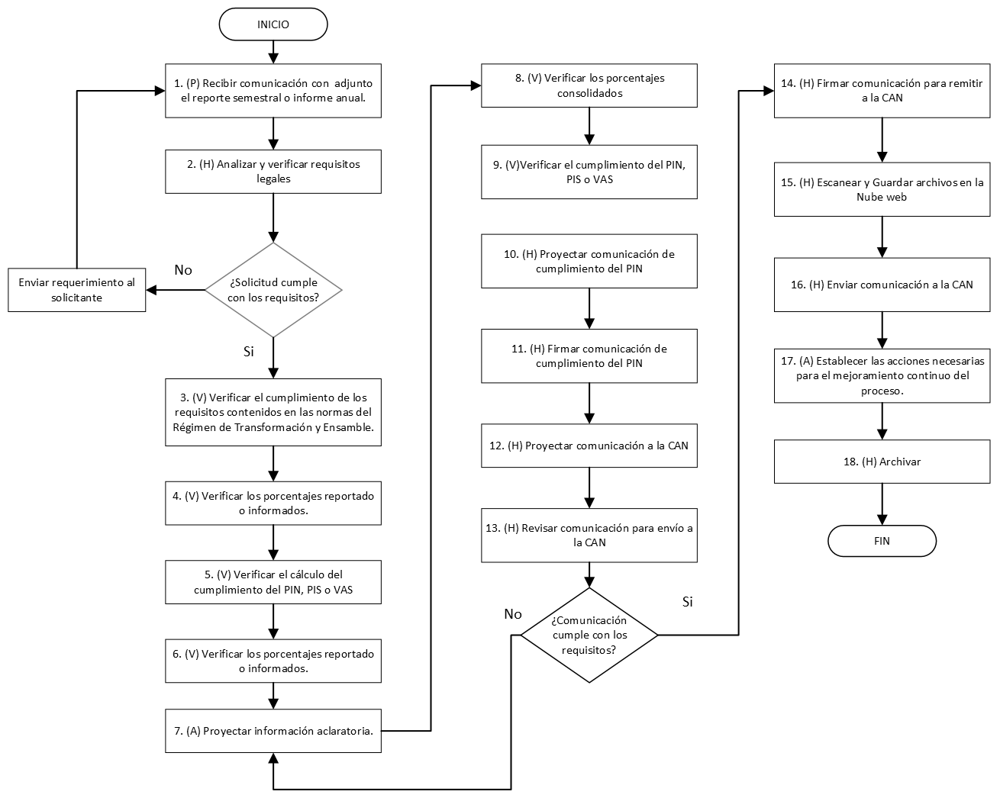 INICIO
1. (P) Recibir comunicación con adjunto
el reporte semestral o informe anual.
2. (H) Analizar y verificar requisitos
legales
No
Enviar requerimiento al
solicitante
¿Solicitud cumple
con los requisitos?
Si
3. (V) Verificar el cumplimiento de los
requisitos contenidos en las normas del
Régimen de Transformación y Ensamble.
4. (V) Verificar los porcentajes reportado
o informados.
5. (V) Verificar el cálculo del
cumplimiento del PIN, PIS o VAS
6. (V) Verificar los porcentajes reportado
o informados.
7. (A) Proyectar información aclaratoria.
8. (V) Verificar los porcentajes
consolidados
9. (V)Verificar el cumplimiento del PIN,
PIS o VAS
10. (H) Proyectar comunicación de
cumplimiento del PIN
11. (H) Firmar comunicación de
cumplimiento del PIN
12. (H) Proyectar comunicación a la CAN
13. (H) Revisar comunicación para envío a
la CAN
No
¿Comunicación
cumple con los
requisitos?
Si
14. (H) Firmar comunicación para remitir
a la CAN
15. (H) Escanear y Guardar archivos en la
Nube web
16. (H) Enviar comunicación a la CAN
17. (A) Establecer las acciones necesarias
para el mejoramiento continuo del
proceso.
18. (H) Archivar
FIN